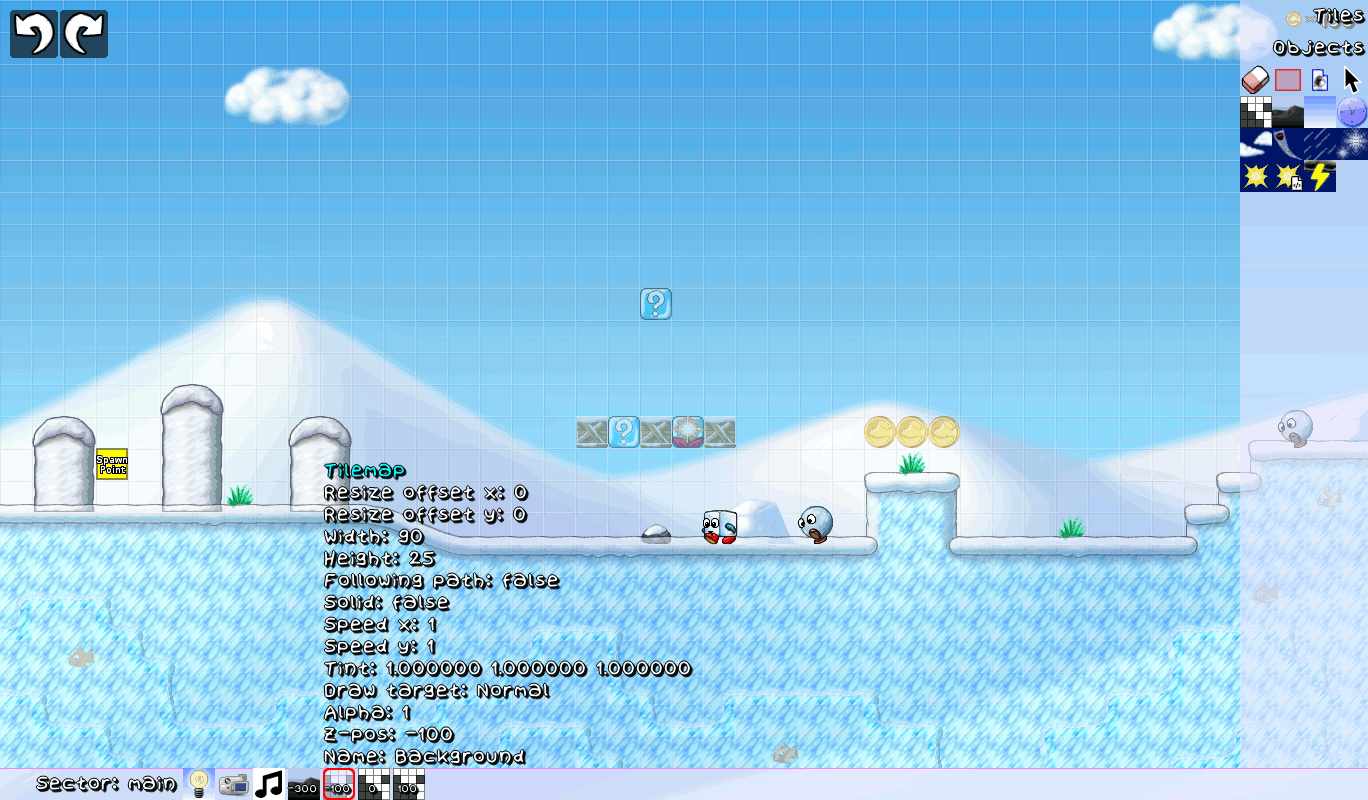 Tiles
Objects
?
Spawn
Point
?
Tilemap
Resize offset x: 0
Resize offset y: 0
Width: 90
Height: 25
Following path: false
Solid: false
Speed x: 1
Speed y: 1
Tint: 1.000000 1.000000 1.000000
Draw target: Normal
Alpha: 1
Z-pos: -100
Name: Background
Sector: main
-300
-100
0
100